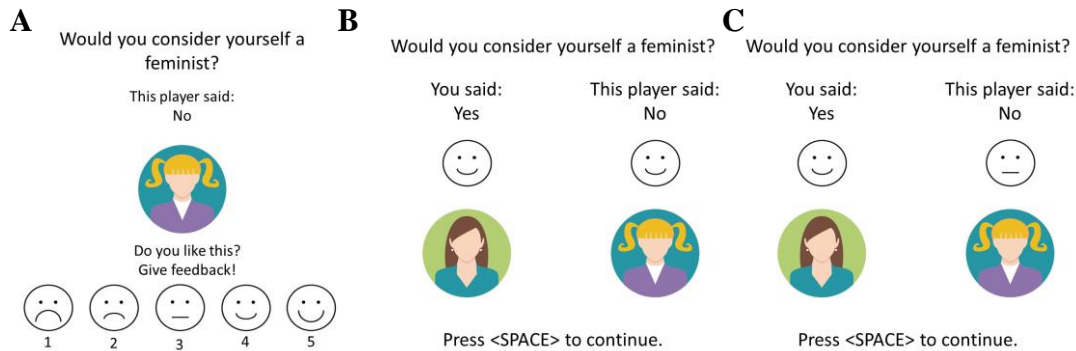 A
Would you consider yourself a
feminist?
This player said:
No
Do you like this?
Give feedback!
1 2 3 4 5
B
Would you consider yourself a feminist?
You said:
Yes
This player said:
No
Press <SPACE> to continue.
C
Would you consider yourself a feminist?
You said:
Yes
This player said:
No
Press <SPACE> to continue.